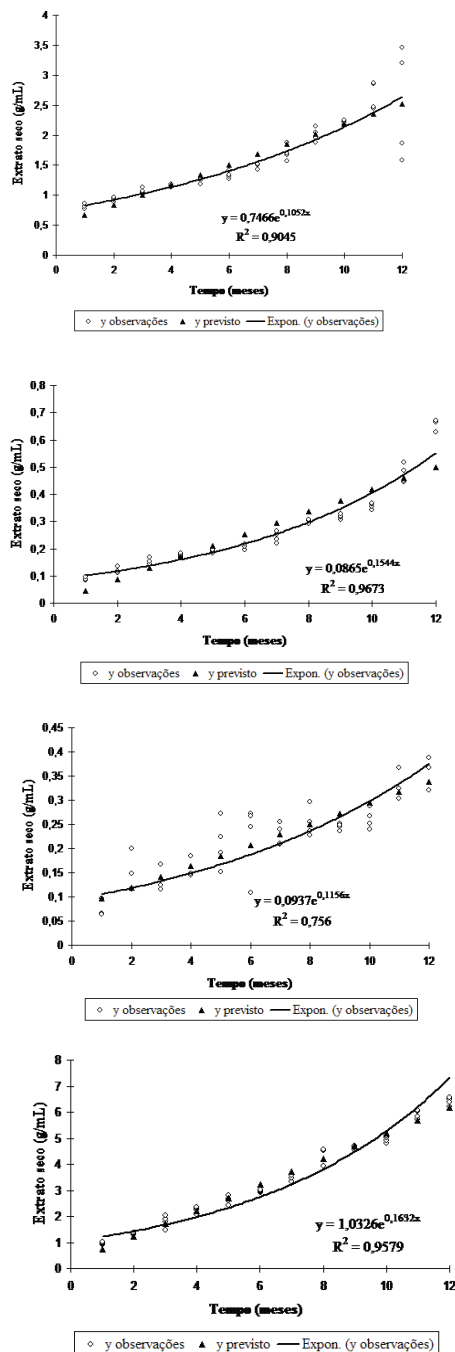 4
3,5
3
2,5
2
1,5
1
0,5
0
Extrato seco (g/mL)
y = 0,7466e^0,1052x
R² = 0,9045
0 2 4 6 8 10 12
Tempo (meses)
y observações y previsto Expon. (y observações)
0,8
0,7
0,6
0,5
0,4
0,3
0,2
0,1
0
Extrato seco (g/mL)
y = 0,0865e^0,1544x
R² = 0,9673
0 2 4 6 8 10 12
Tempo (meses)
y observações y previsto Expon. (y observações)
0,45
0,4
0,35
0,3
0,25
0,2
0,15
0,1
0,05
0
Extrato seco (g/mL)
y = 0,0937e^0,1156x
R² = 0,756
0 2 4 6 8 10 12
Tempo (meses)
y observações y previsto Expon. (y observações)
8
7
6
5
4
3
2
1
0
Extrato seco (g/mL)
y = 1,0326e^0,1632x
R² = 0,9579
0 2 4 6 8 10 12
Tempo (meses)
y observações y previsto Expon. (y observações)